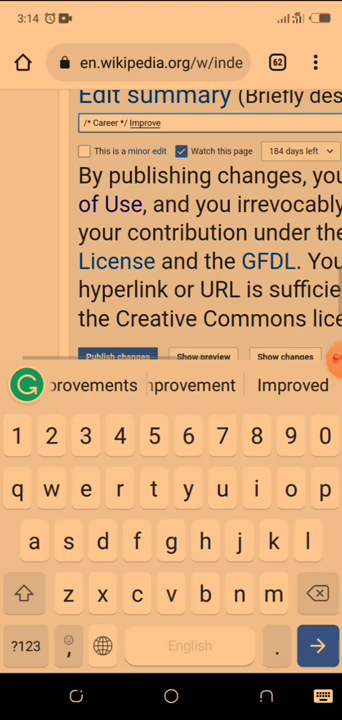 3:14
en.wikipedia.org/w/inde
62
Edit summary (Briefly des
/* Career */ Improve
This is a minor edit Watch this page 184 days left
By publishing changes, you
of Use, and you irrevocably
your contribution under the
License and the GFDL. You
hyperlink or URL is sufficie
the Creative Commons lice
Publish changes Show preview Show changes
provements mprovement Improved
1 2 3 4 5 6 7 8 9 0
q w e r t y u i o p
a s d f g h j k l
z x c v b n m
?123 , English .